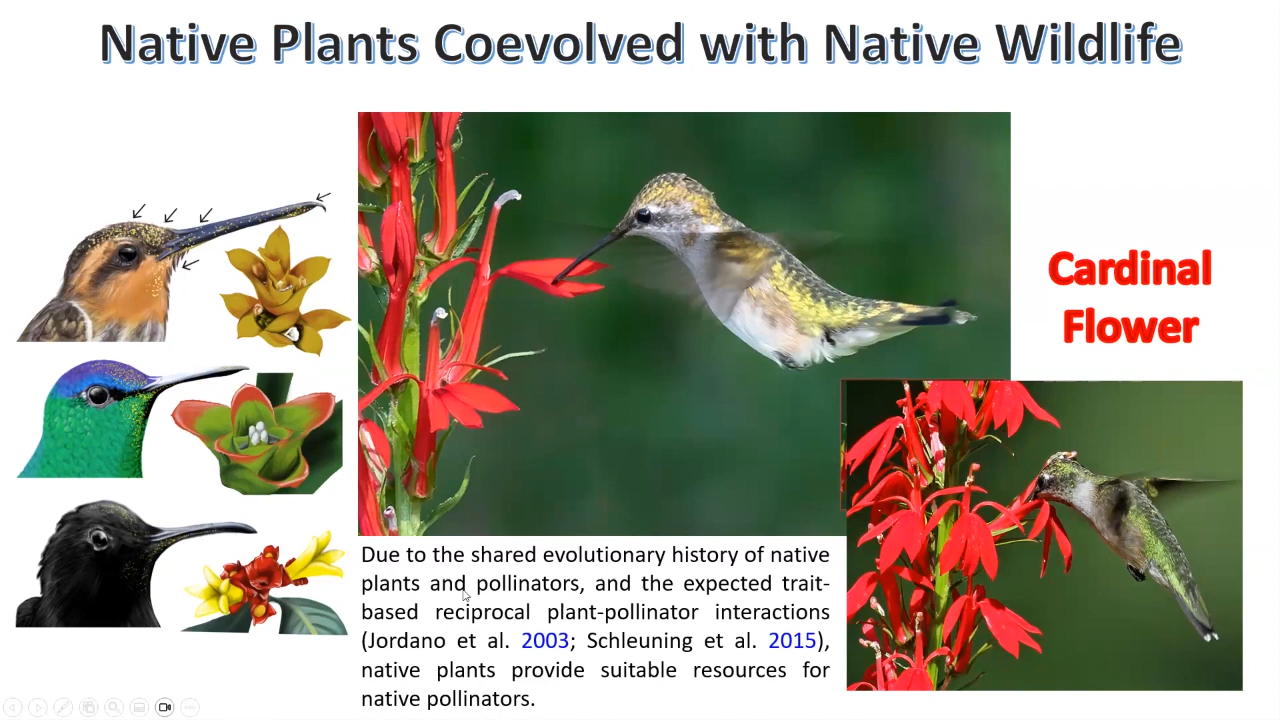 Native Plants Coevolved with Native Wildlife
Cardinal
Flower
Due to the shared evolutionary history of native
plants and pollinators, and the expected trait-
based reciprocal plant-pollinator interactions
(Jordano et al. 2003; Schleuning et al. 2015),
native plants provide suitable resources for
native pollinators.